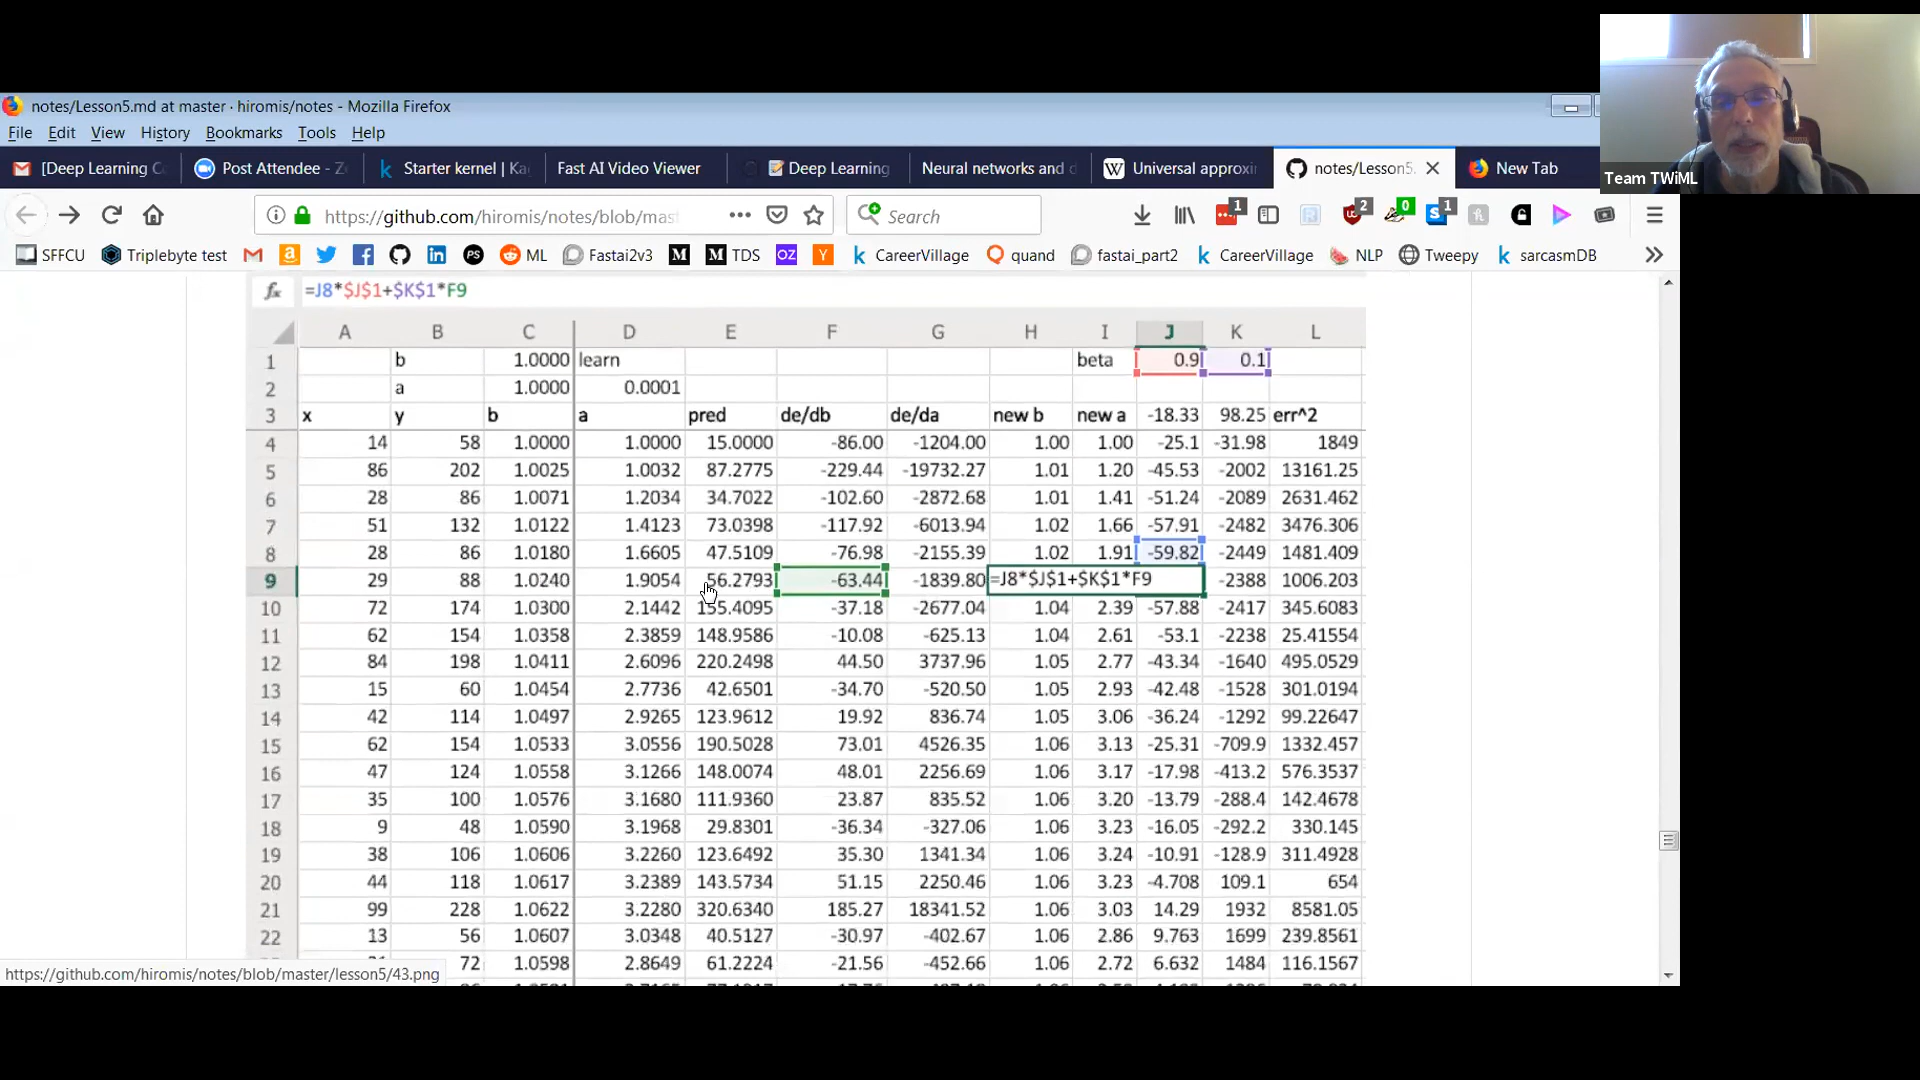 notes/Lesson5.md at master · hiromis/notes - Mozilla Firefox
File Edit View History Bookmarks Tools Help
[Deep Learning C Post Attendee - Z Starter kernel | Ka Fast AI Video Viewer Deep Learning Neural networks and d Universal approxi notes/Lesson5. New Tab
Team TWiML
https://github.com/hiromis/notes/blob/mast Search 1 2 0 1
SFFCU Triplebyte test ML Fastai2v3 TDS OZ CareerVillage quand fastai_part2 CareerVillage NLP Tweepy sarcasmDB
fx =J8*$J$1+$K$1*F9
A B C D E F G H I J K L
1 b 1.0000 learn beta 0.9 0.1
2 a 1.0000 0.0001
3 x y b a pred de/db de/da new b new a -18.33 98.25 err^2
4 14 58 1.0000 1.0000 15.0000 -86.00 -1204.00 1.00 1.00 -25.1 -31.98 1849
5 86 202 1.0025 1.0032 87.2775 -229.44 -19732.27 1.01 1.20 -45.53 -2002 13161.25
6 28 86 1.0071 1.2034 34.7022 -102.60 -2872.68 1.01 1.41 -51.24 -2089 2631.462
7 51 132 1.0122 1.4123 73.0398 -117.92 -6013.94 1.02 1.66 -57.91 -2482 3476.306
8 28 86 1.0180 1.6605 47.5109 -76.98 -2155.39 1.02 1.91 -59.82 -2449 1481.409
9 29 88 1.0240 1.9054 56.2793 -63.44 -1839.80 =J8*$J$1+$K$1*F9 -2388 1006.203
10 72 174 1.0300 2.1442 155.4095 -37.18 -2677.04 1.04 2.39 -57.88 -2417 345.6083
11 62 154 1.0358 2.3859 148.9586 -10.08 -625.13 1.04 2.61 -53.1 -2238 25.41554
12 84 198 1.0411 2.6096 220.2498 44.50 3737.96 1.05 2.77 -43.34 -1640 495.0529
13 15 60 1.0454 2.7736 42.6501 -34.70 -520.50 1.05 2.93 -42.48 -1528 301.0194
14 42 114 1.0497 2.9265 123.9612 19.92 836.74 1.05 3.06 -36.24 -1292 99.22647
15 62 154 1.0533 3.0556 190.5028 73.01 4526.35 1.06 3.13 -25.31 -709.9 1332.457
16 47 124 1.0558 3.1266 148.0074 48.01 2256.69 1.06 3.17 -17.98 -413.2 576.3537
17 35 100 1.0576 3.1680 111.9360 23.87 835.52 1.06 3.20 -13.79 -288.4 142.4678
18 9 48 1.0590 3.1968 29.8301 -36.34 -327.06 1.06 3.23 -16.05 -292.2 330.145
19 38 106 1.0606 3.2260 123.6492 35.30 1341.34 1.06 3.24 -10.91 -128.9 311.4928
20 44 118 1.0617 3.2389 143.5734 51.15 2250.46 1.06 3.23 -4.708 109.1 654
21 99 228 1.0622 3.2280 320.6340 185.27 18341.52 1.06 3.03 14.29 1932 8581.05
22 13 56 1.0607 3.0348 40.5127 -30.97 -402.67 1.06 2.86 9.763 1699 239.8561
72 1.0598 2.8649 61.2224 -21.56 -452.66 1.06 2.72 6.632 1484 116.1567
https://github.com/hiromis/notes/blob/master/lesson5/43.png